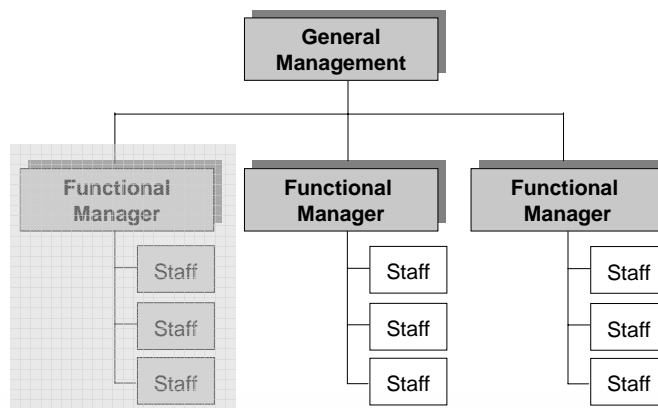 General
Management
Functional
Manager
Staff
Staff
Staff
Functional
Manager
Staff
Staff
Staff
Functional
Manager
Staff
Staff
Staff